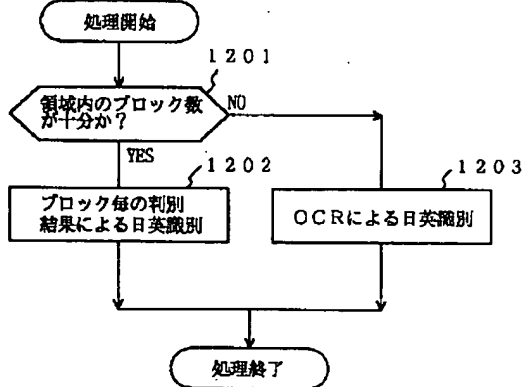 処理開始
1201
領域内のブロック数
が十分か?
NO
YES
1202
ブロック毎の判別
結果による日英識別
1203
OCRによる日英識別
処理終了